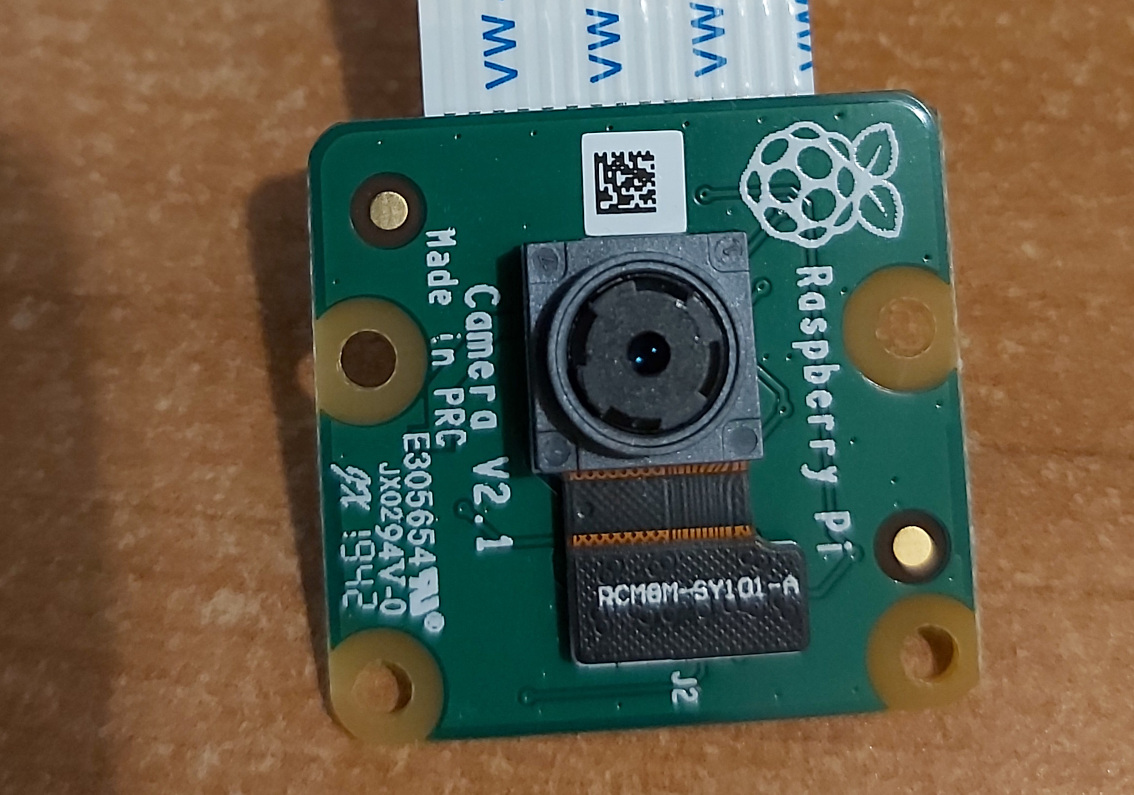 Raspberry Pi
Camera V2.1
Made in PRC
E305654
JX0294V-0
1942
RCM8M-SY101-A
J2